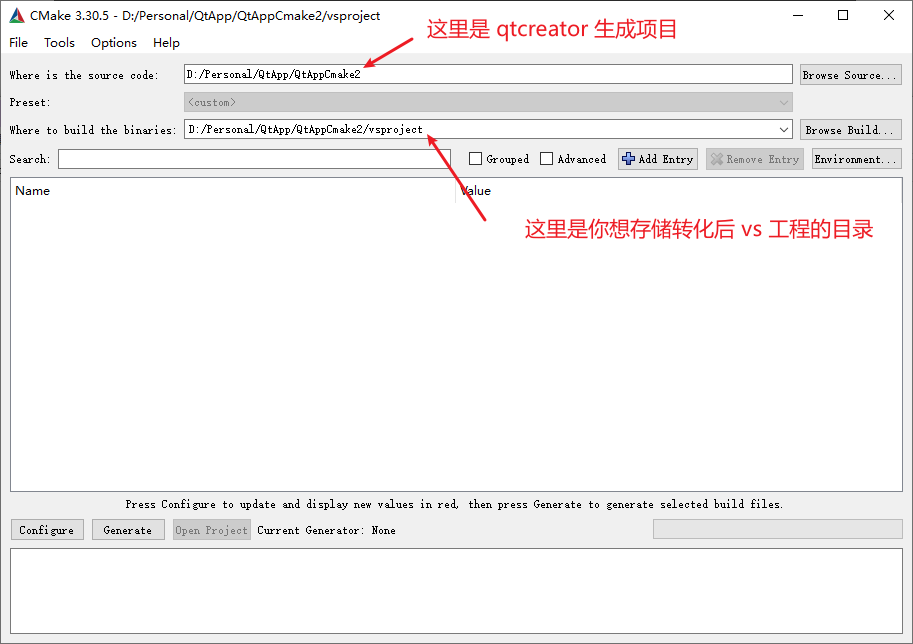 CMake 3.30.5 - D:/Personal/QtApp/QtAppCmake2/vsproject
这里是 qtcreator 生成项目
File Tools Options Help
Where is the source code: D:/Personal/QtApp/QtAppCmake2 Browse Source...
Preset: <custom>
Where to build the binaries: D:/Personal/QtApp/QtAppCmake2/vsproject Browse Build...
Search: Grouped Advanced Add Entry Remove Entry Environment...
Name Value
这里是你想存储转化后 vs 工程的目录
Press Configure to update and display new values in red, then press Generate to generate selected build files.
Configure Generate Open Project Current Generator: None